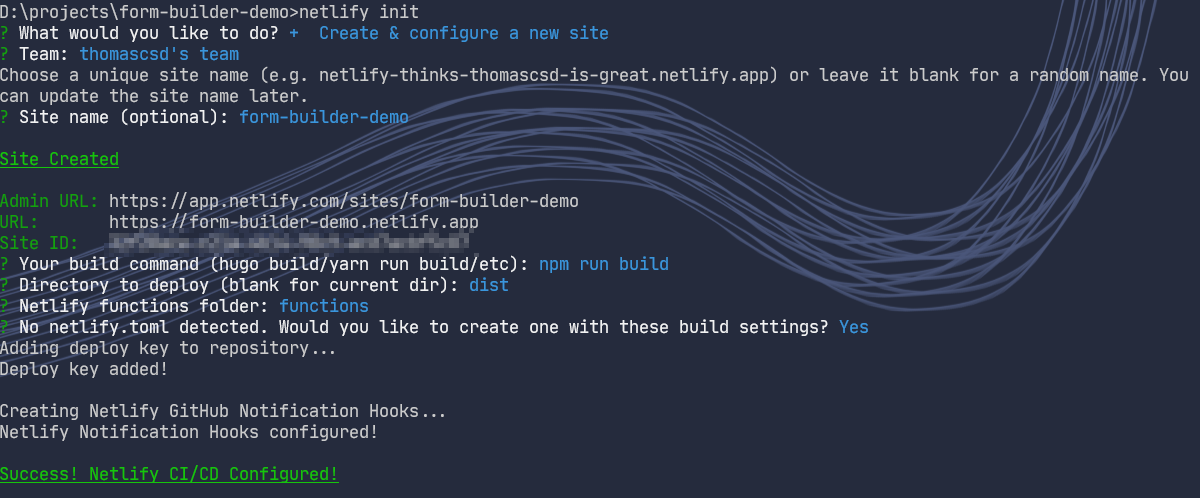 D:\projects\form-builder-demo>netlify init
? What would you like to do? + Create & configure a new site
? Team: thomascsd's team
Choose a unique site name (e.g. netlify-thinks-thomascsd-is-great.netlify.app) or leave it blank for a random name. You
can update the site name later.
? Site name (optional): form-builder-demo
Site Created
Admin URL: https://app.netlify.com/sites/form-builder-demo
URL: https://form-builder-demo.netlify.app
Site ID:
? Your build command (hugo build/yarn run build/etc): npm run build
? Directory to deploy (blank for current dir): dist
? Netlify functions folder: functions
? No netlify.toml detected. Would you like to create one with these build settings? Yes
Adding deploy key to repository...
Deploy key added!
Creating Netlify GitHub Notification Hooks...
Netlify Notification Hooks configured!
Success! Netlify CI/CD Configured!